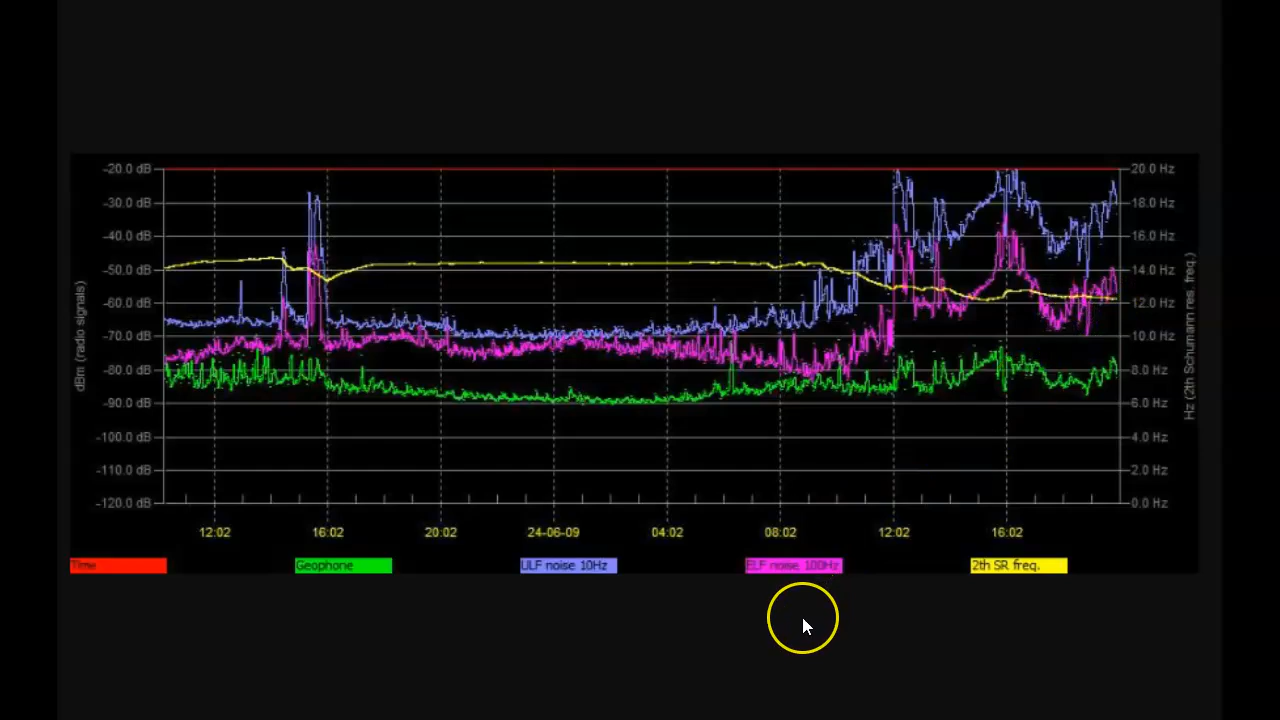 -20.0 dB 20.0 Hz
-30.0 dB 18.0 Hz
-40.0 dB 16.0 Hz
-50.0 dB 14.0 Hz
-60.0 dB 12.0 Hz
-70.0 dB 10.0 Hz
-80.0 dB 8.0 Hz
-90.0 dB 6.0 Hz
-100.0 dB 4.0 Hz
-110.0 dB 2.0 Hz
-120.0 dB 0.0 Hz
dBm (radio signals)
Hz (2th Schumann res. freq.)
12:02 16:02 20:02 24-06-09 04:02 08:02 12:02 16:02
Time Geophone ULF noise 10Hz ELF noise 100Hz 2th SR freq.